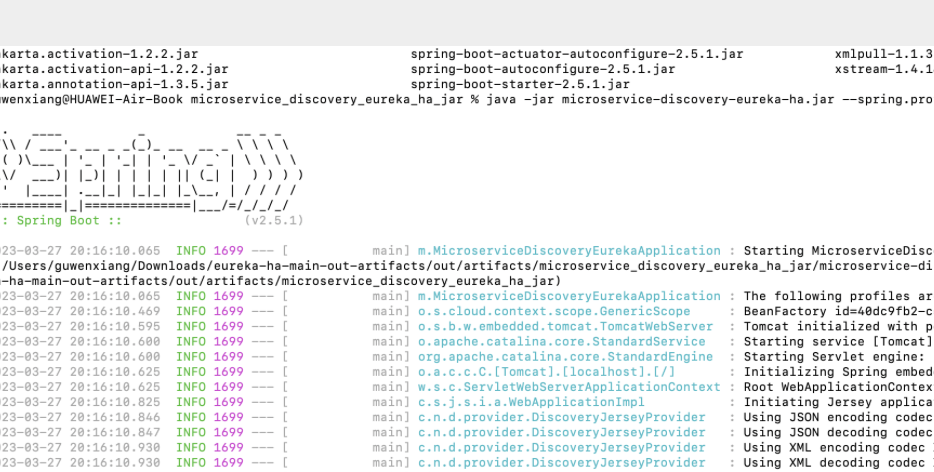 karta.activation-1.2.2.jar spring-boot-actuator-autoconfigure-2.5.1.jar xmlpull-1.1.3
karta.activation-api-1.2.2.jar spring-boot-autoconfigure-2.5.1.jar xstream-1.4.1
karta.annotation-api-1.3.5.jar spring-boot-starter-2.5.1.jar
wenxiang@HUAWEI-Air-Book microservice_discovery_eureka_ha_jar % java -jar microservice-discovery-eureka-ha.jar --spring.pro
:: Spring Boot :: (v2.5.1)
23-03-27 20:16:10.065 INFO 1699 --- [ main] m.MicroserviceDiscoveryEurekaApplication : Starting MicroserviceDisc
/Users/guwenxiang/Downloads/eureka-ha-main-out-artifacts/out/artifacts/microservice_discovery_eureka_ha_jar/microservice-di
-ha-main-out-artifacts/out/artifacts/microservice_discovery_eureka_ha_jar)
23-03-27 20:16:10.065 INFO 1699 --- [ main] m.MicroserviceDiscoveryEurekaApplication : The following profiles ar
23-03-27 20:16:10.469 INFO 1699 --- [ main] o.s.cloud.context.scope.GenericScope : BeanFactory id=40dc9fb2-c
23-03-27 20:16:10.595 INFO 1699 --- [ main] o.s.b.w.embedded.tomcat.TomcatWebServer : Tomcat initialized with p
23-03-27 20:16:10.600 INFO 1699 --- [ main] o.apache.catalina.core.StandardService : Starting service [Tomcat]
23-03-27 20:16:10.600 INFO 1699 --- [ main] org.apache.catalina.core.StandardEngine : Starting Servlet engine:
23-03-27 20:16:10.625 INFO 1699 --- [ main] o.a.c.c.C.[Tomcat].[localhost].[/] : Initializing Spring embed
23-03-27 20:16:10.625 INFO 1699 --- [ main] w.s.c.ServletWebServerApplicationContext : Root WebApplicationContex
23-03-27 20:16:10.825 INFO 1699 --- [ main] c.s.j.s.i.a.WebApplicationImpl : Initiating Jersey applica
23-03-27 20:16:10.846 INFO 1699 --- [ main] c.n.d.provider.DiscoveryJerseyProvider : Using JSON encoding codec
23-03-27 20:16:10.847 INFO 1699 --- [ main] c.n.d.provider.DiscoveryJerseyProvider : Using JSON decoding codec
23-03-27 20:16:10.930 INFO 1699 --- [ main] c.n.d.provider.DiscoveryJerseyProvider : Using XML encoding codec
23-03-27 20:16:10.930 INFO 1699 --- [ main] c.n.d.provider.DiscoveryJerseyProvider : Using XML decoding codec